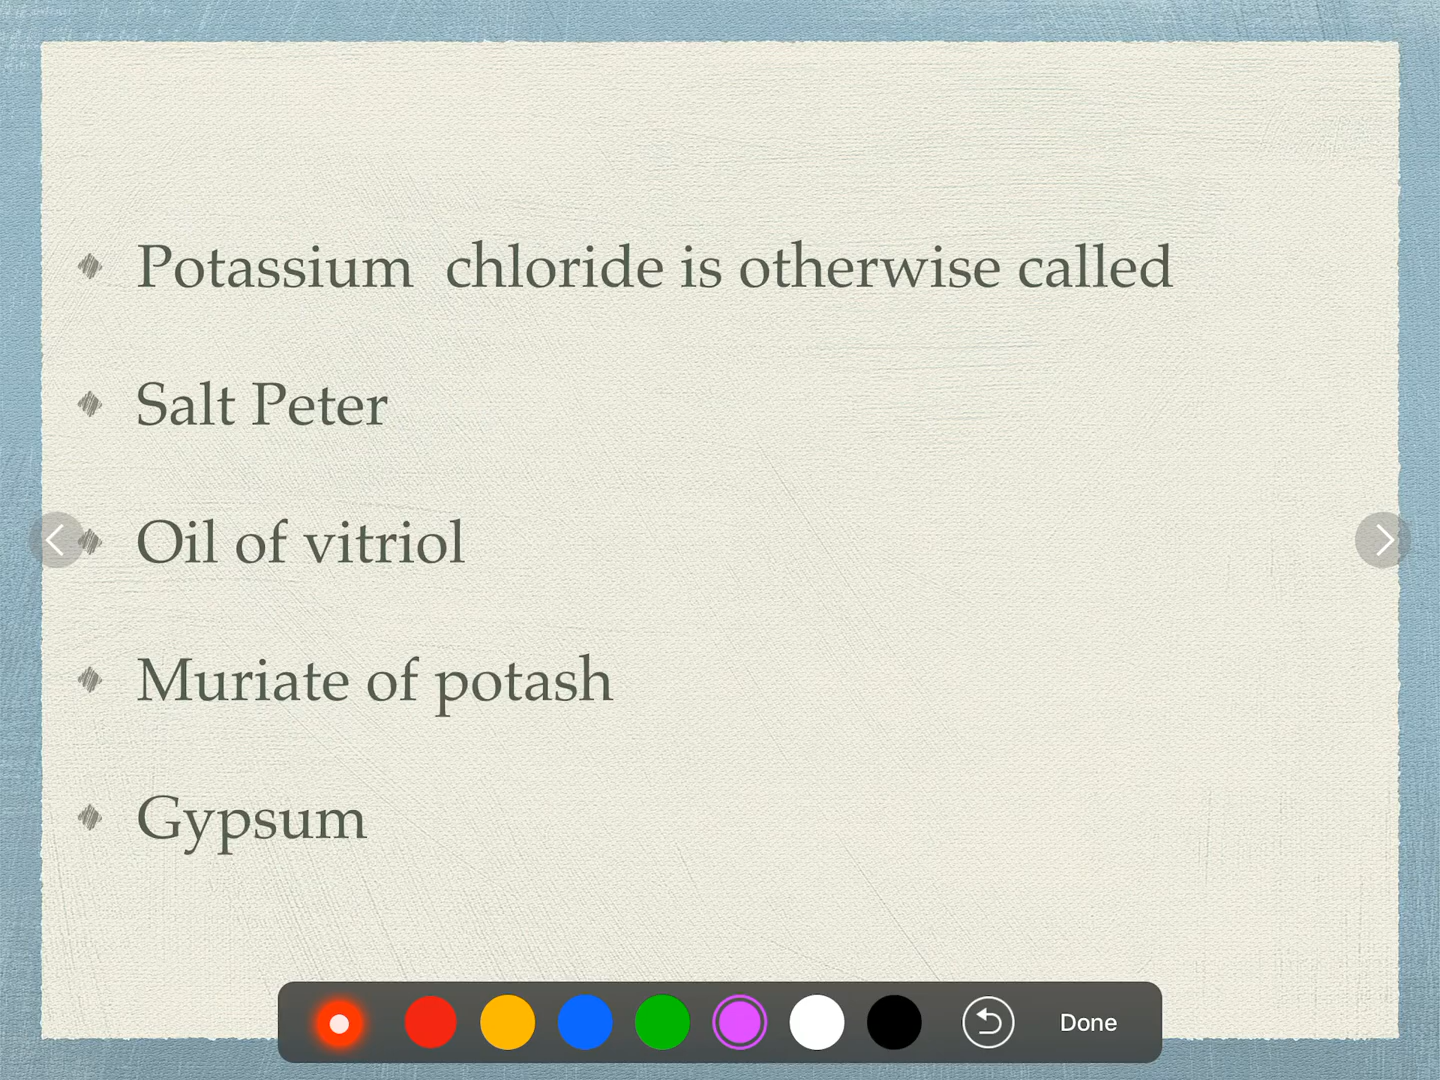 Potassium chloride is otherwise called
Salt Peter
Oil of vitriol
Muriate of potash
Gypsum
Done